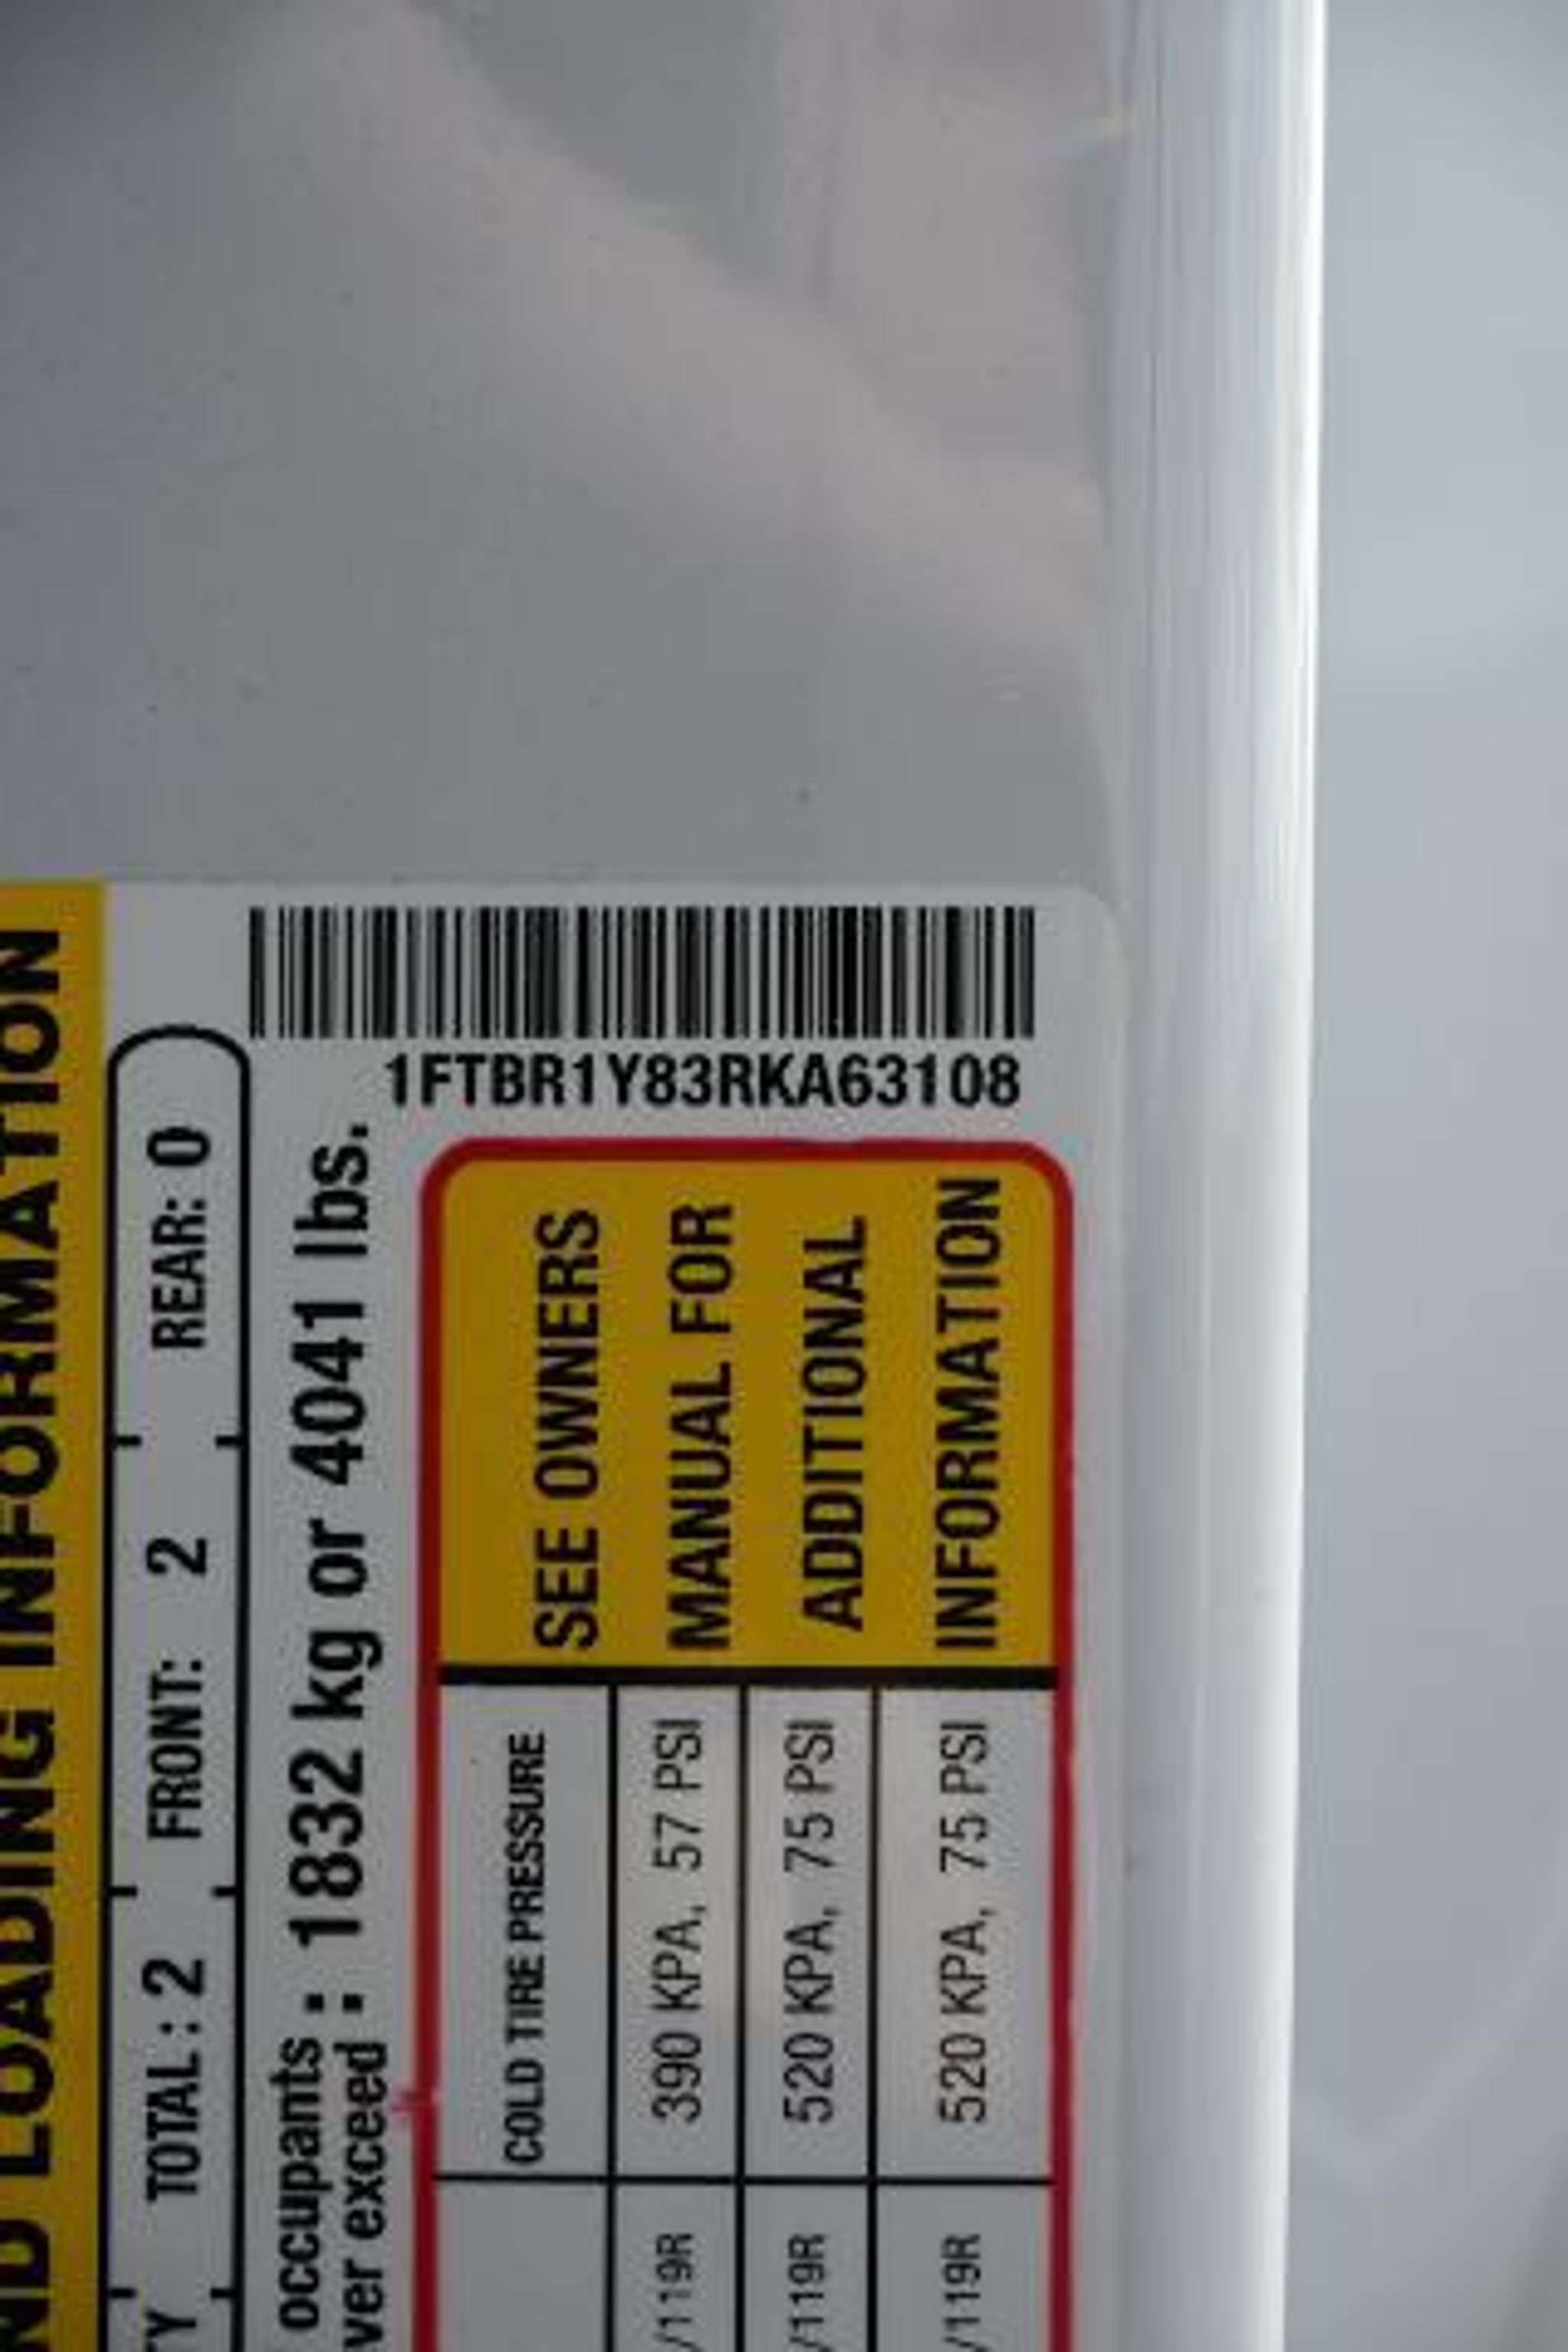 ND LOADING INFORMATION
TY TOTAL : 2 FRONT: 2 REAR: 0
occupants
ver exceed : 1832 kg or 4041 lbs.
1FTBR1Y83RKA63108
COLD TIRE PRESSURE
/119R 390 KPA, 57 PSI
/119R 520 KPA, 75 PSI
/119R 520 KPA, 75 PSI
SEE OWNERS
MANUAL FOR
ADDITIONAL
INFORMATION